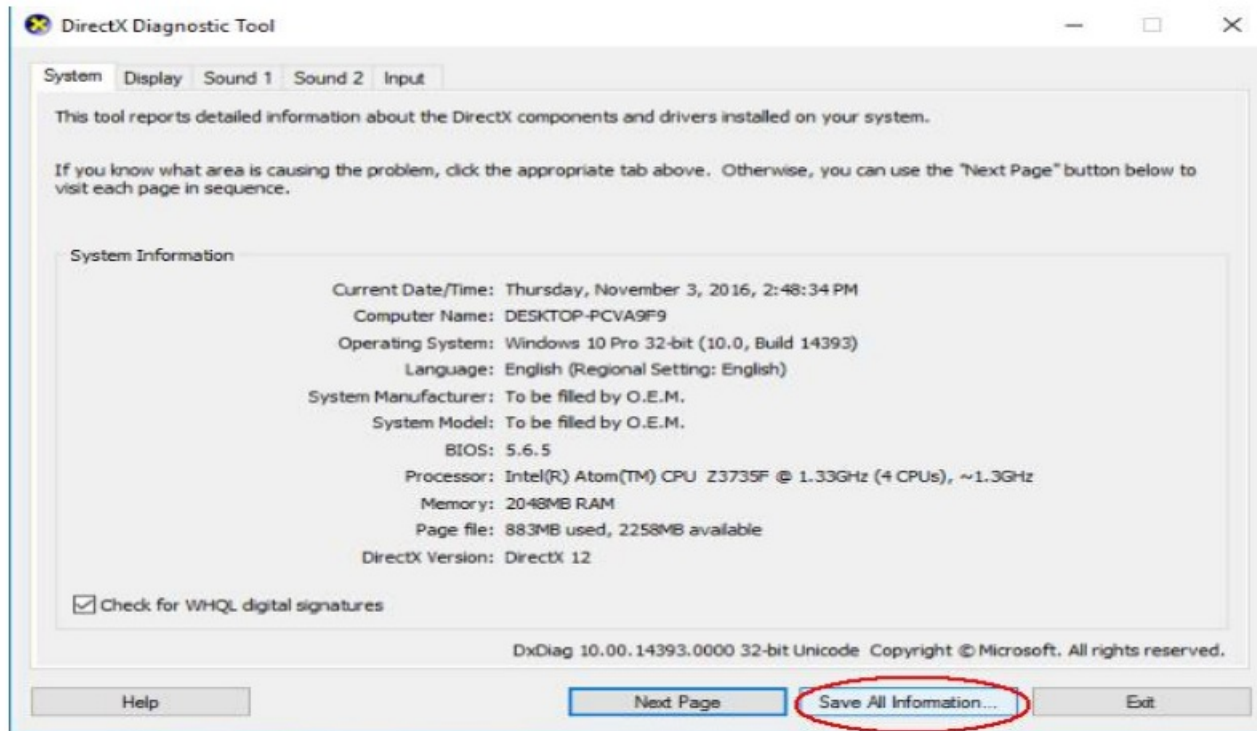 DirectX Diagnostic Tool
System Display Sound 1 Sound 2 Input
This tool reports detailed information about the DirectX components and drivers installed on your system.
If you know what area is causing the problem, click the appropriate tab above. Otherwise, you can use the "Next Page" button below to
visit each page in sequence.
System Information
Current Date/Time: Thursday, November 3, 2016, 2:48:34 PM
Computer Name: DESKTOP-PCVA9F9
Operating System: Windows 10 Pro 32-bit (10.0, Build 14393)
Language: English (Regional Setting: English)
System Manufacturer: To be filled by O.E.M.
System Model: To be filled by O.E.M.
BIOS: 5.6.5
Processor: Intel(R) Atom(TM) CPU Z3735F @ 1.33GHz (4 CPUs), ~1.3GHz
Memory: 2048MB RAM
Page file: 883MB used, 2258MB available
DirectX Version: DirectX 12
Check for WHQL digital signatures
DxDiag 10.00.14393.0000 32-bit Unicode Copyright © Microsoft. All rights reserved.
Help Next Page Save All Information... Exit